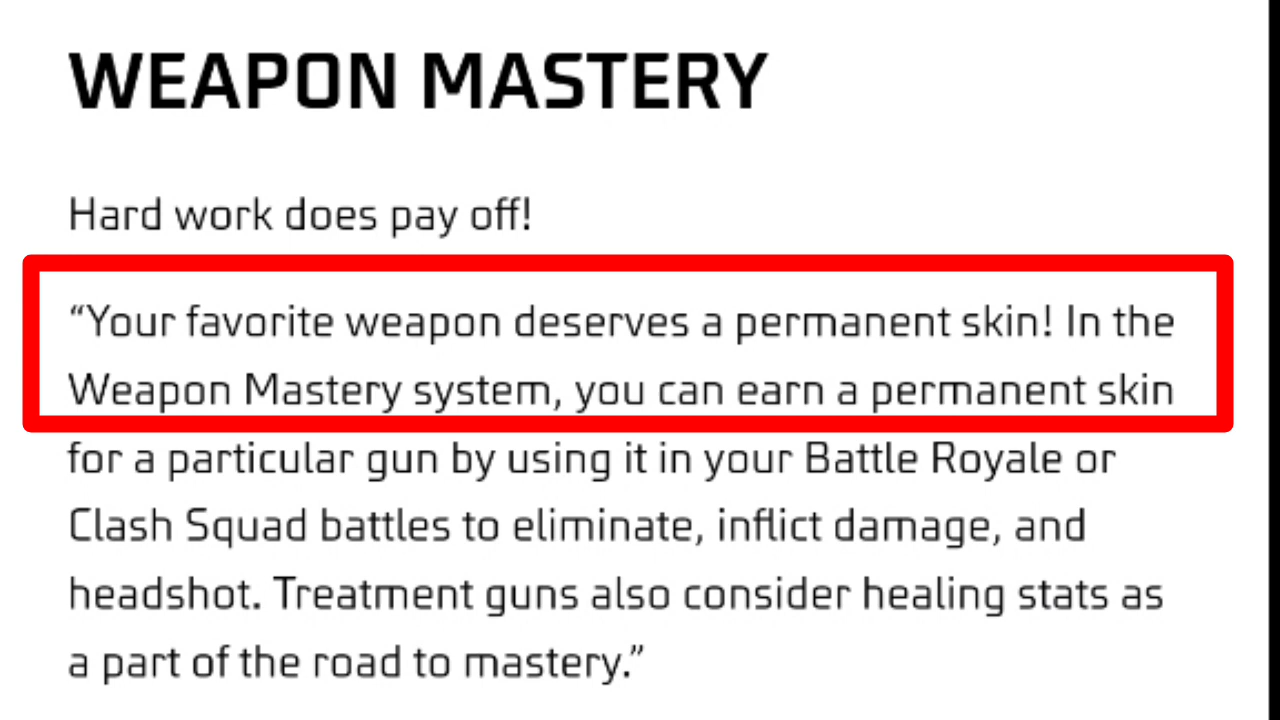 WEAPON MASTERY
Hard work does pay off!
“Your favorite weapon deserves a permanent skin! In the
Weapon Mastery system, you can earn a permanent skin
for a particular gun by using it in your Battle Royale or
Clash Squad battles to eliminate, inflict damage, and
headshot. Treatment guns also consider healing stats as
a part of the road to mastery.”